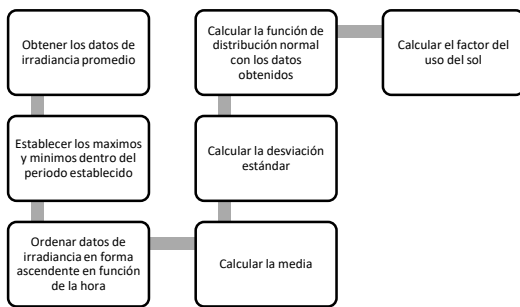 Obtener los datos de
irradiancia promedio
Establecer los maximos
y minimos dentro del
periodo establecido
Ordenar datos de
irradiancia en forma
ascendente en función
de la hora
Calcular la media
Calcular la desviación
estándar
Calcular la función de
distribución normal
con los datos
obtenidos
Calcular el factor del
uso del sol